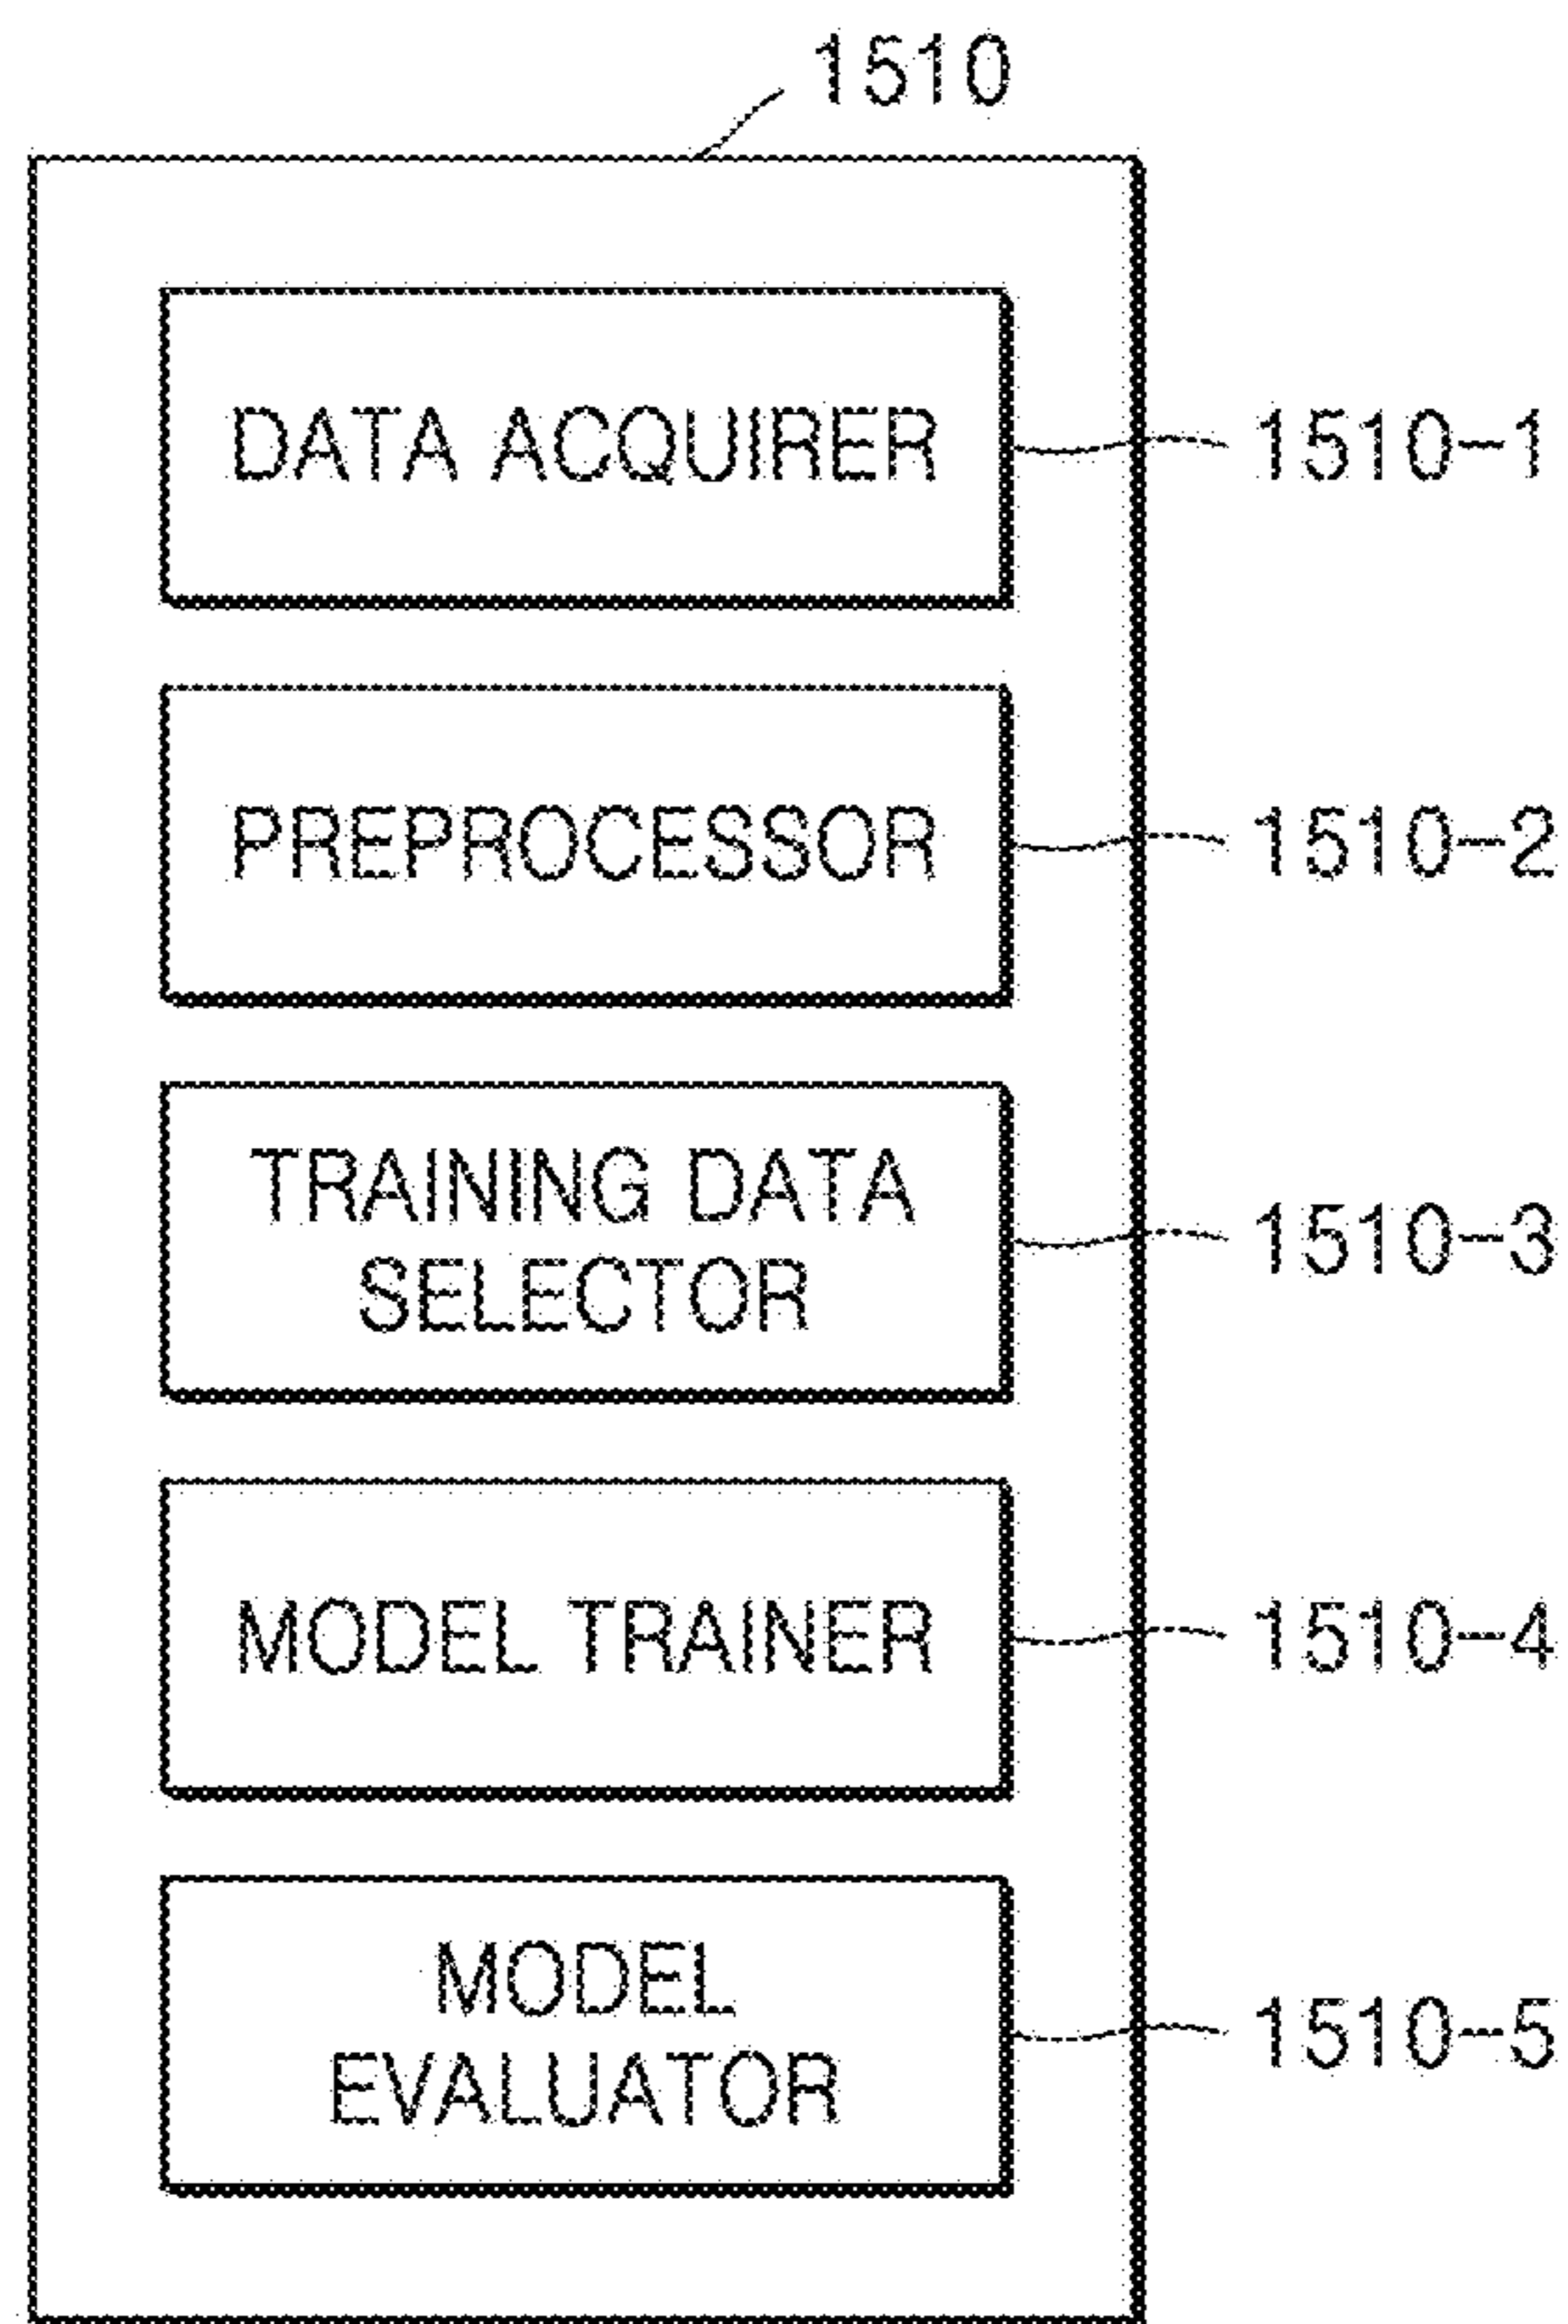 1510
DATA ACQUIRER
1510-1
PREPROCESSOR
1510-2
TRAINING DATA
SELECTOR
1510-3
MODEL TRAINER
1510-4
MODEL
EVALUATOR
1510-5